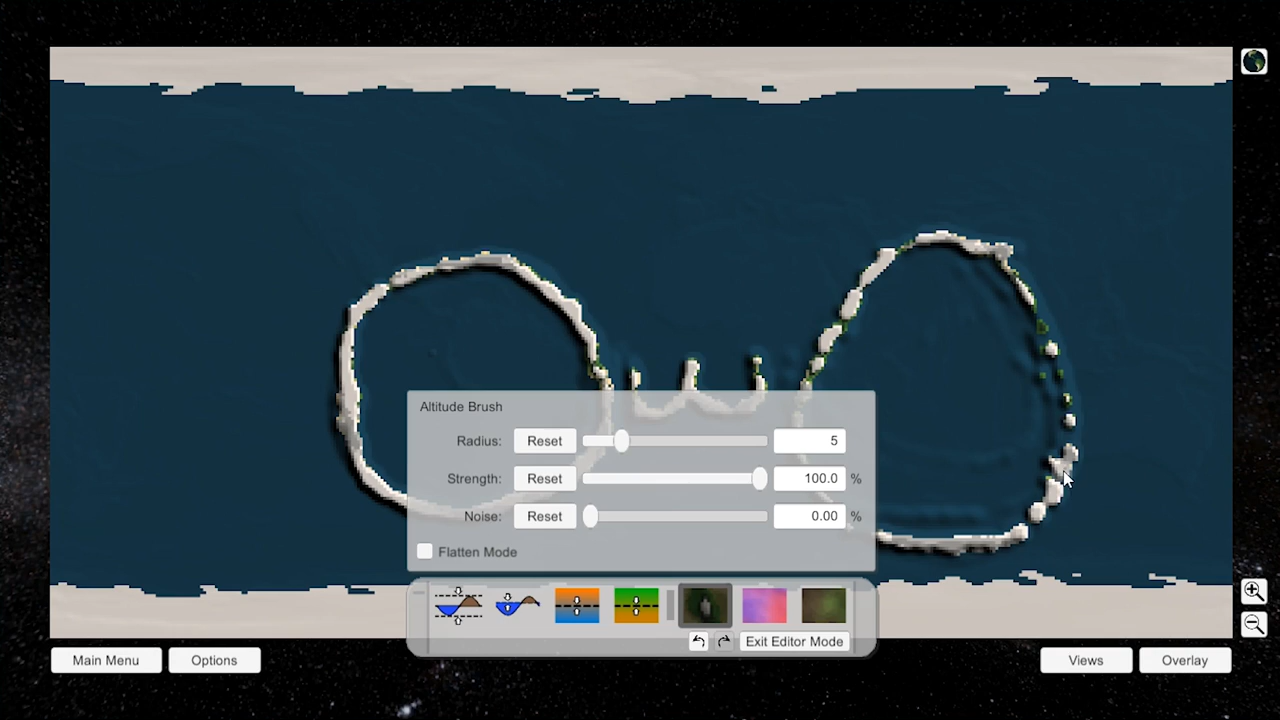 Altitude Brush
Radius: Reset 5
Strength: Reset 100.0 %
Noise: Reset 0.00 %
Flatten Mode
Exit Editor Mode
Main Menu Options Views Overlay